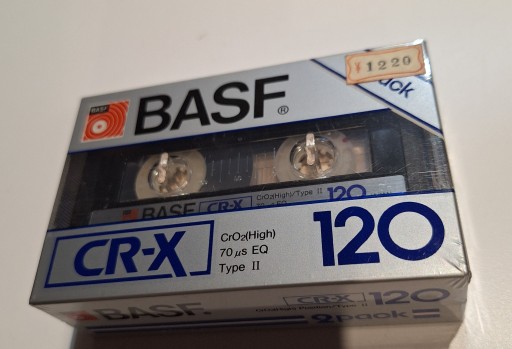 BASF
BASF®
¥1220
ck
BASF CR-X
CrO2(High)/Type II
120
CR-X
CrO2(High)
70 μs EQ
Type II
120
BASF
CR-X 120
2pack